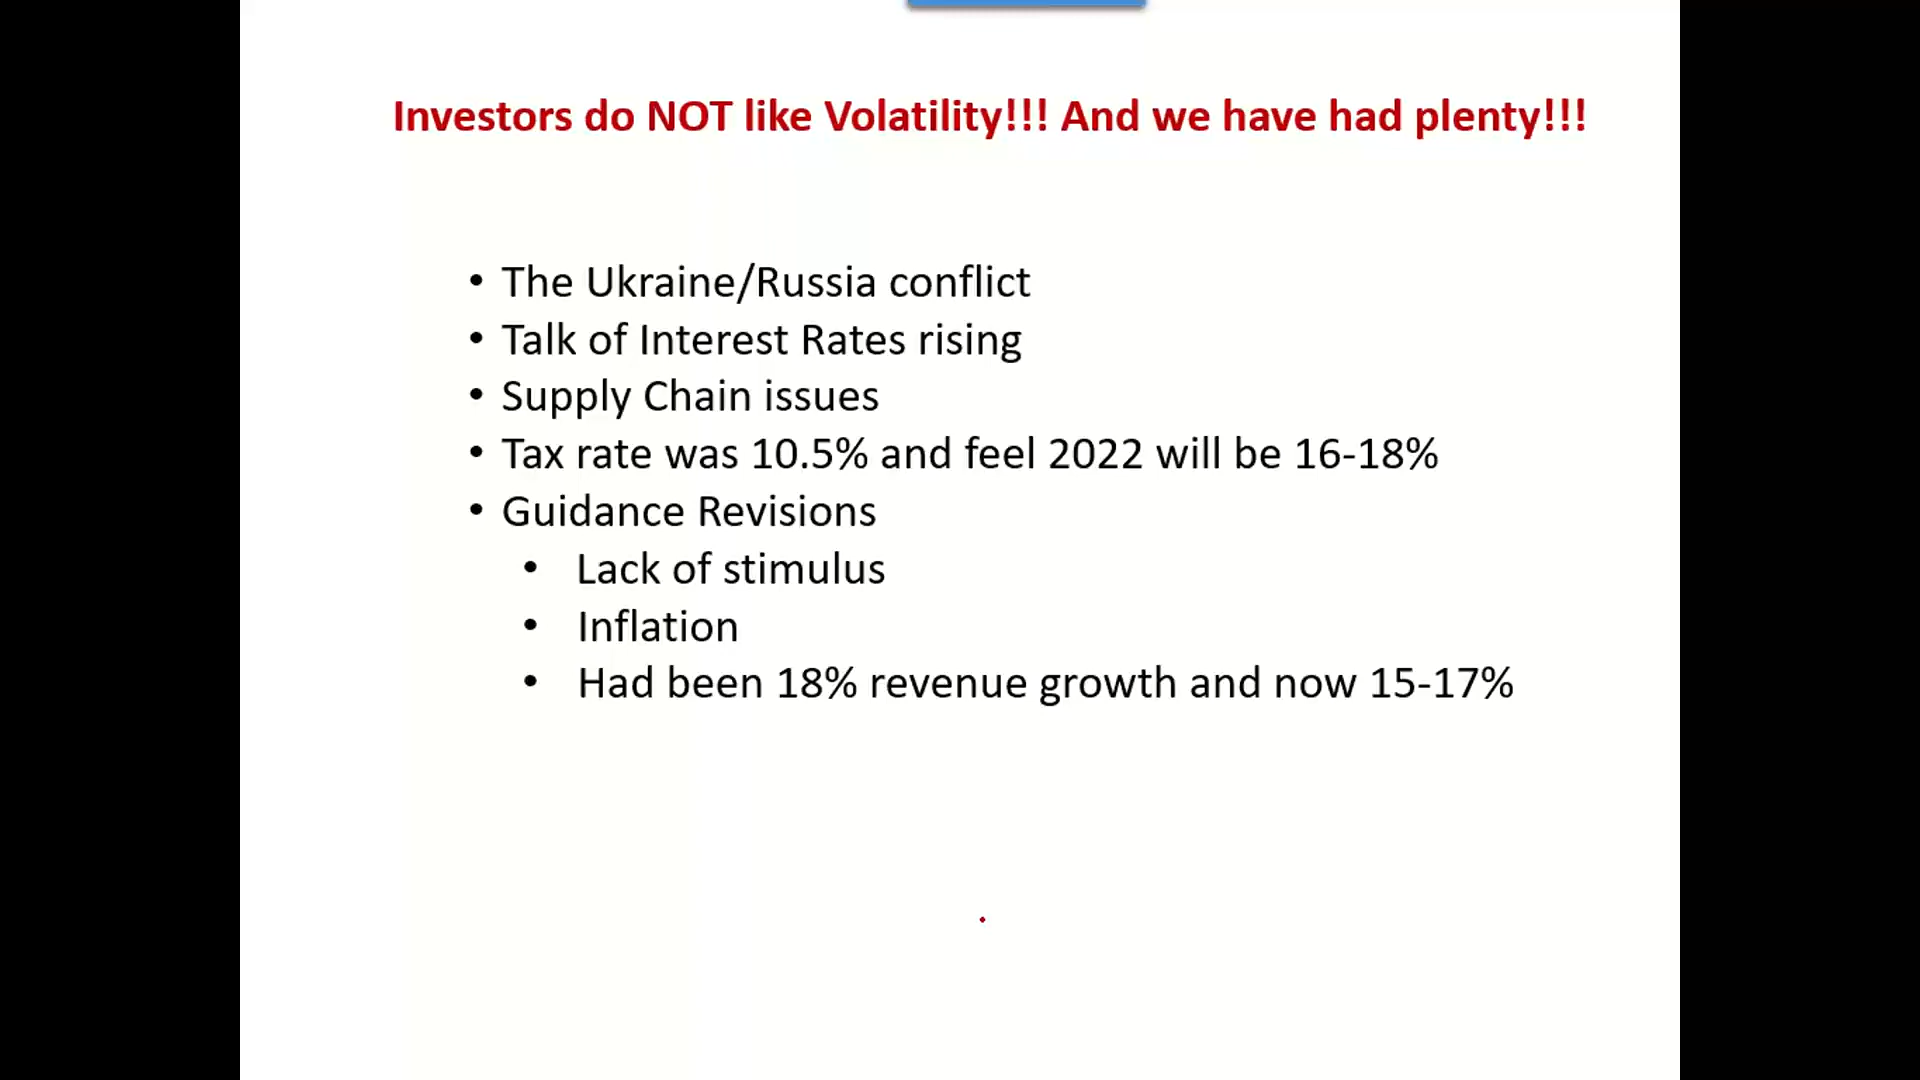 Investors do NOT like Volatility!!! And we have had plenty!!!
• The Ukraine/Russia conflict
• Talk of Interest Rates rising
• Supply Chain issues
• Tax rate was 10.5% and feel 2022 will be 16-18%
• Guidance Revisions
• Lack of stimulus
• Inflation
• Had been 18% revenue growth and now 15-17%